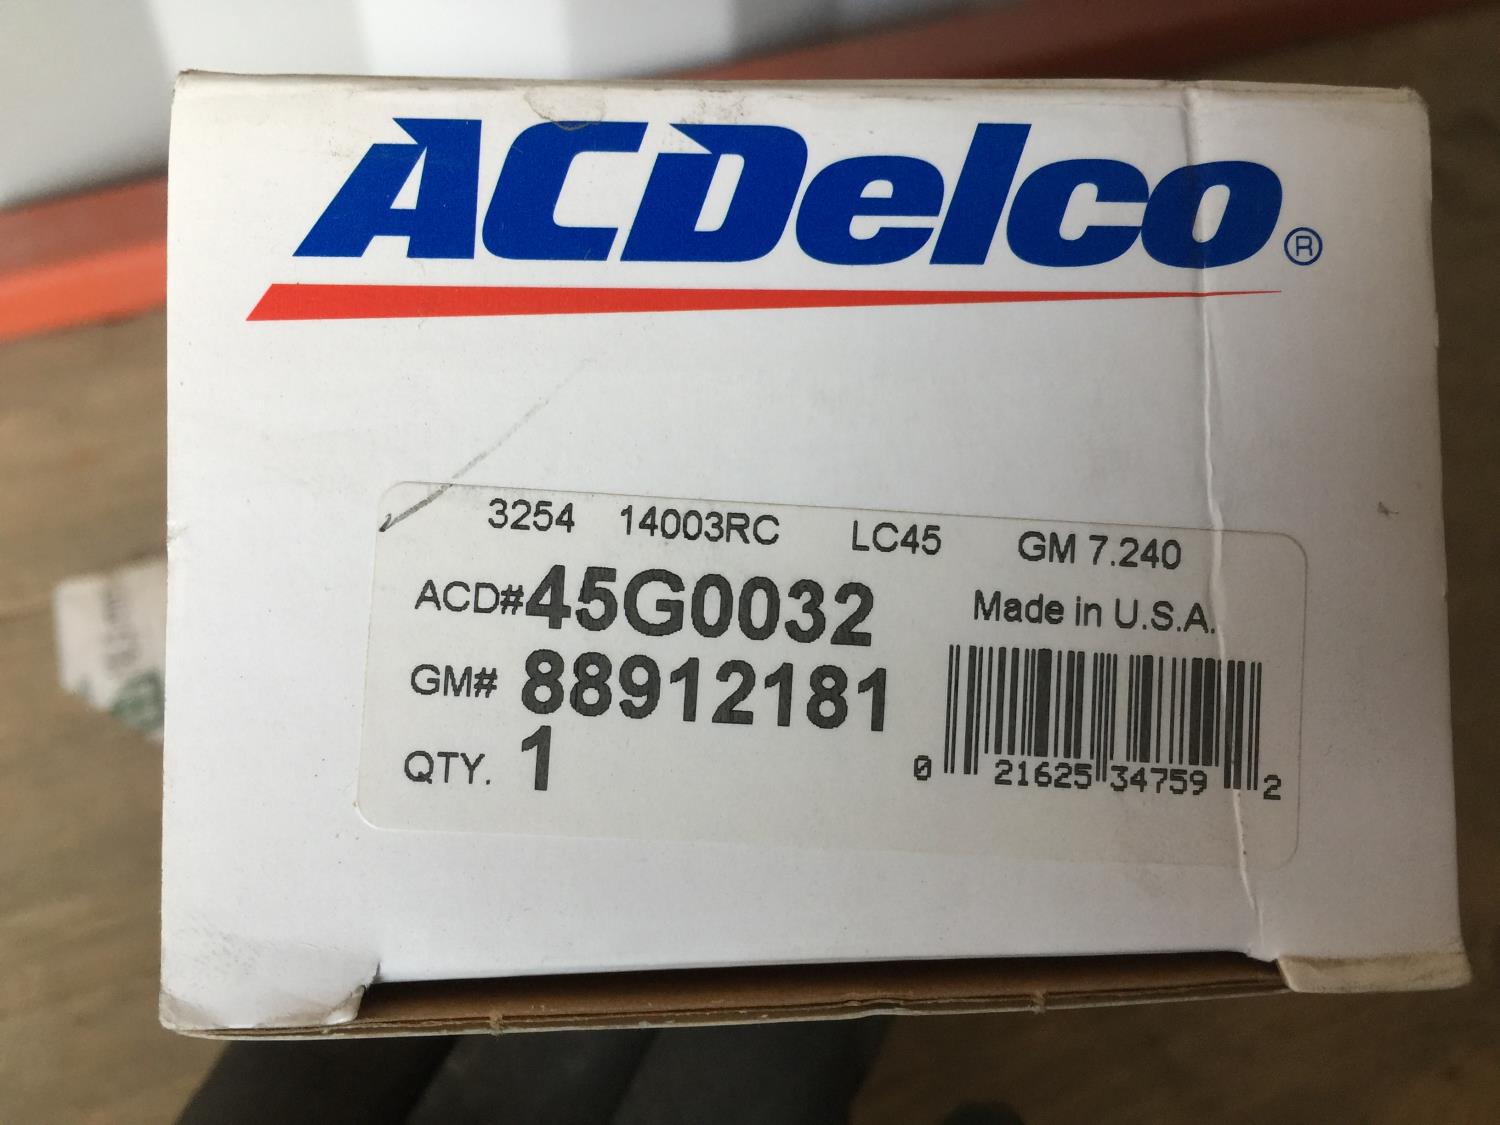 ACDelco®
3254 14003RC LC45 GM 7.240
ACD#45G0032 Made in U.S.A.
GM# 88912181
QTY. 1
0 21625 34759 2